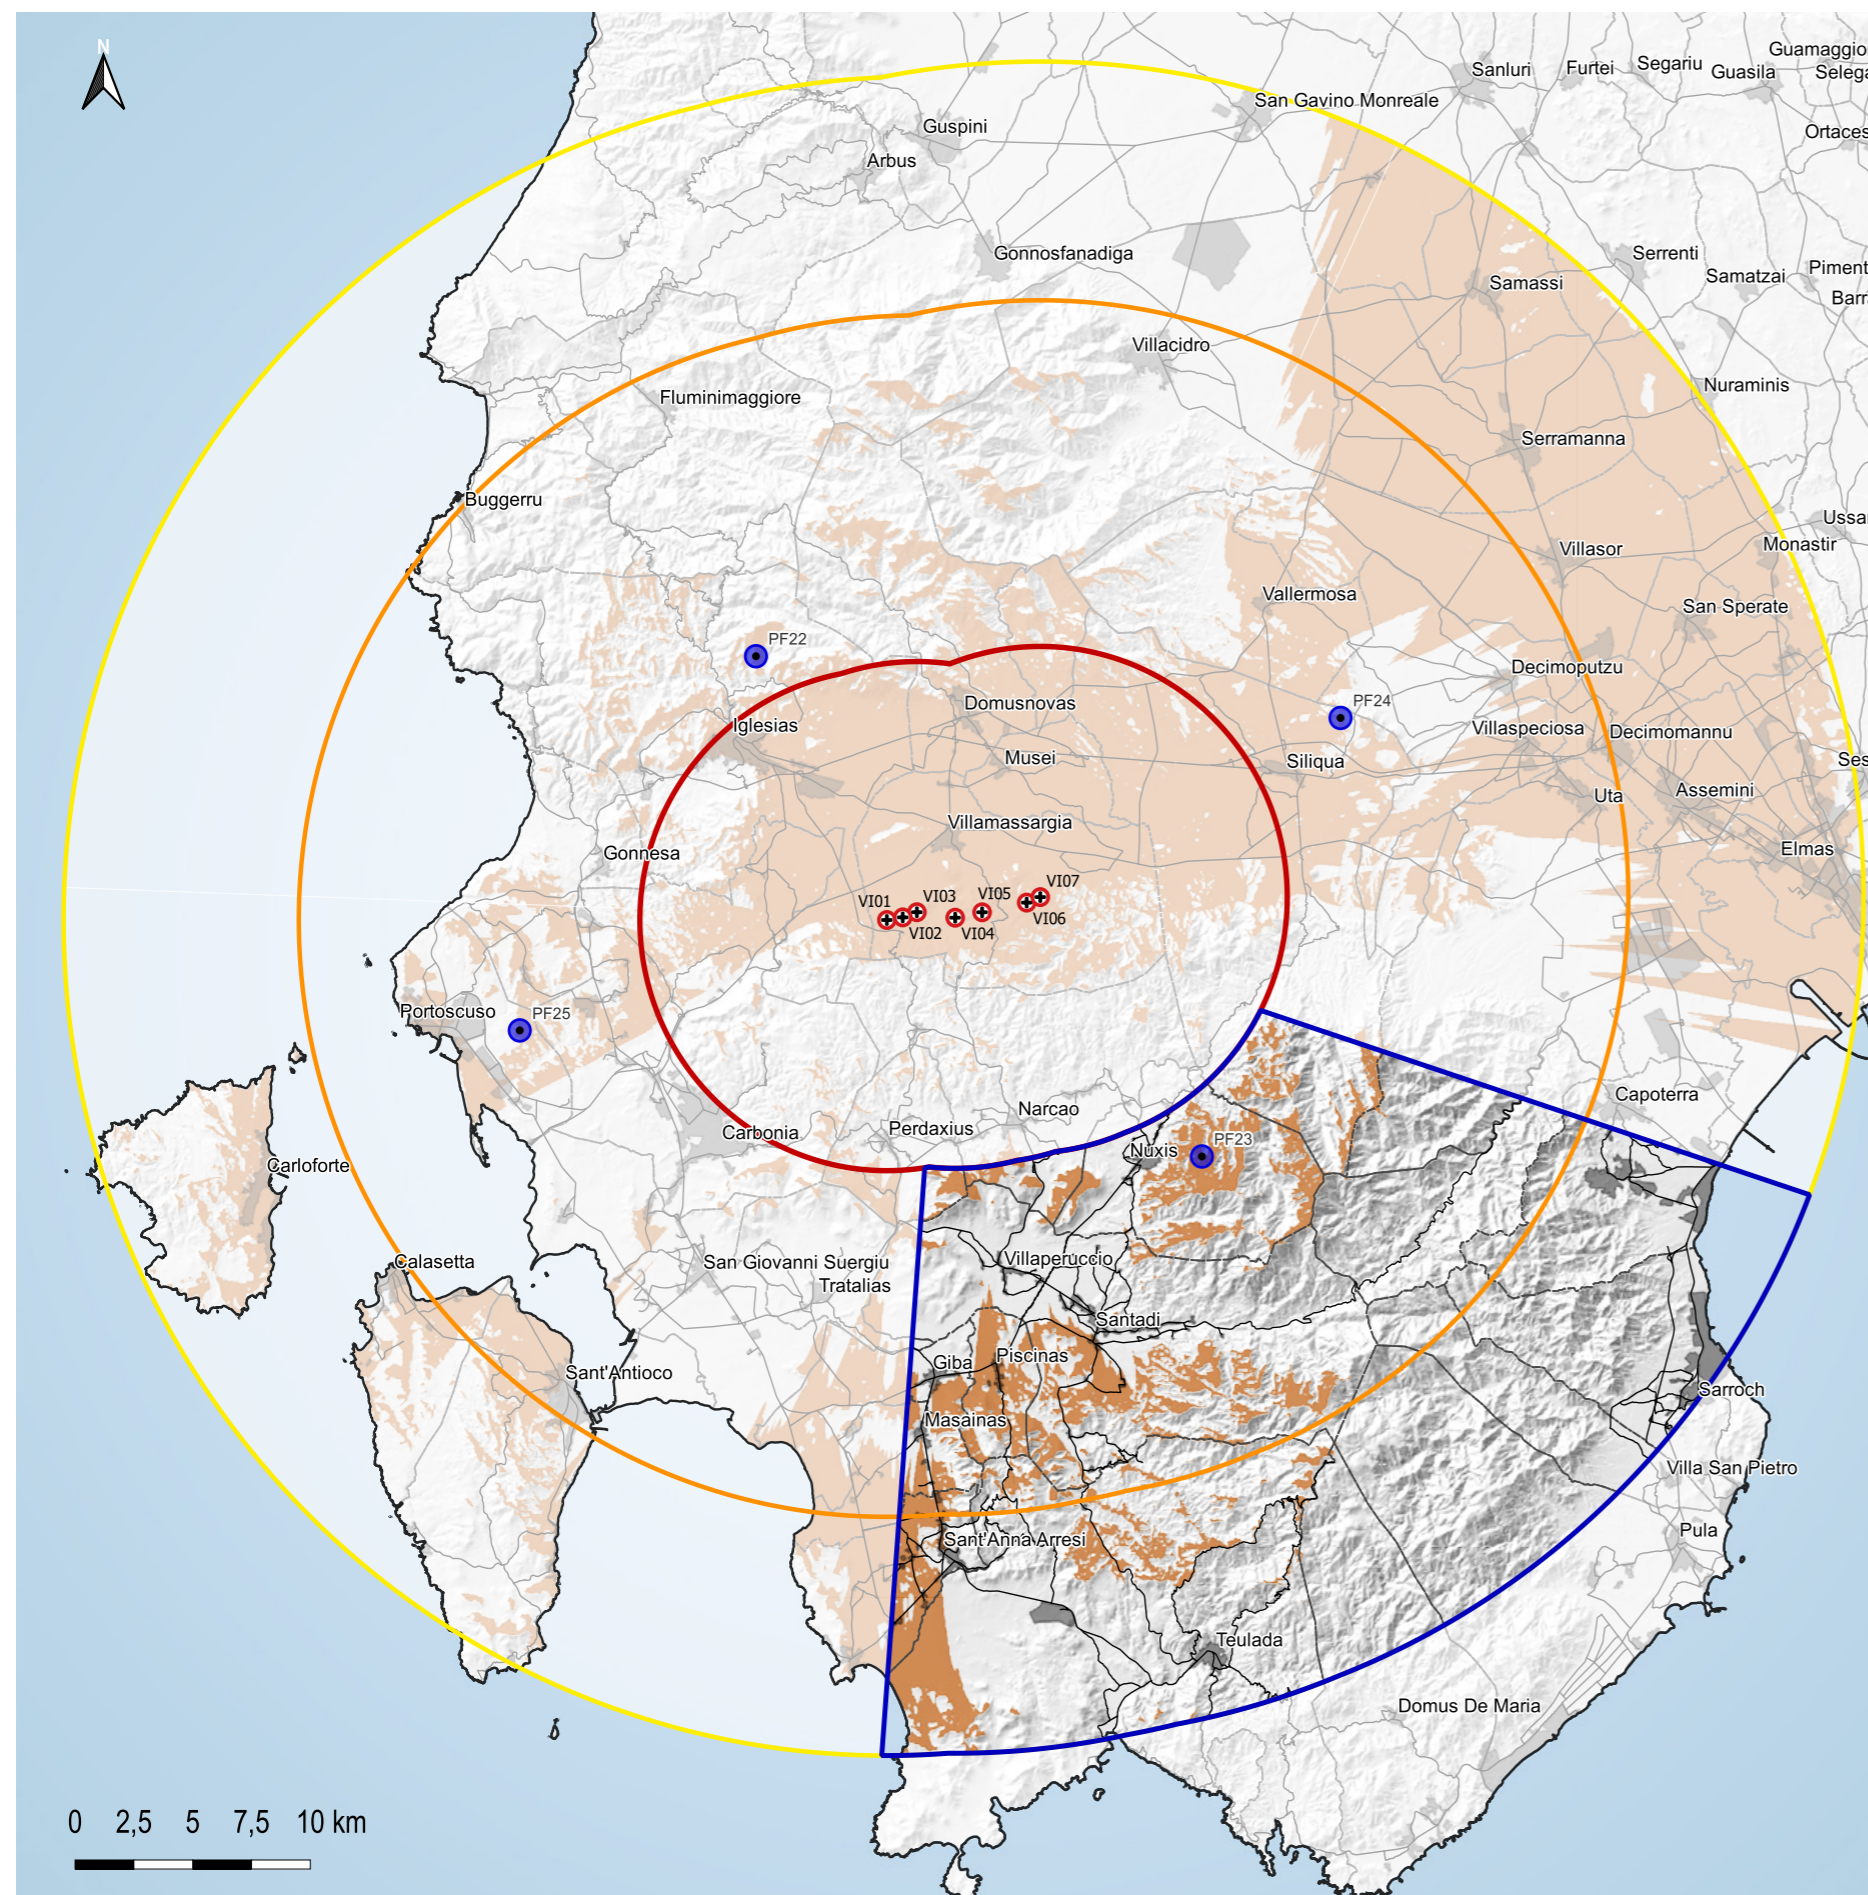 N
Guamaggio
Sanluri
Furtei
Segariu
Guasila
Selega
San Gavino Monreale
Guspini
Ortaces
Arbus
Gonnosfanadiga
Serrenti
Samatzai
Piment
Samassi
Barr
Villacidro
Nuraminis
Fluminimaggiore
Serramanna
Buggerru
Ussa
Villasor
Monastir
Vallermosa
San Sperate
PF22
Decimoputzu
PF24
Domusnovas
Iglesias
Villaspeciosa
Decimomannu
Musei
Siliqua
Ses
Assemini
Uta
Villamassargia
Gonnesa
Elmas
VI07
VI05
VI03
VI01
VI06
VI02
VI04
Portoscuso
PF25
Capoterra
Narcao
Perdaxius
Carbonia
PF23
Nuxis
Carloforte
Villaperuccio
Calasetta
San Giovanni Suergiu
Tratalias
Santadi
Giba
Piscinas
Sant'Antioco
Sarroch
Masainas
Villa San Pietro
Pula
Sant'Anna Arresi
Teulada
Domus De Maria
0 2,5 5 7,5 10 km